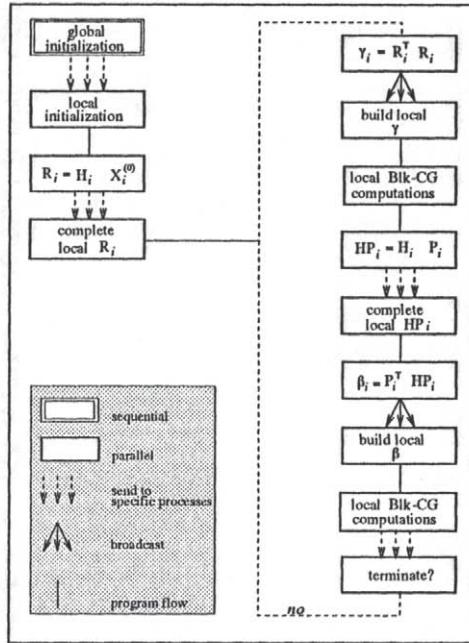 global
initialization
local
initialization
R_i = H_i X_i^(0)
complete
local R_i
sequential
parallel
send to
specific processes
broadcast
program flow
γ_i = R_i^T R_i
build local
γ
local Blk-CG
computations
HP_i = H_i P_i
complete
local HP_i
β_i = P_i^T HP_i
build local
β
local Blk-CG
computations
terminate?
no